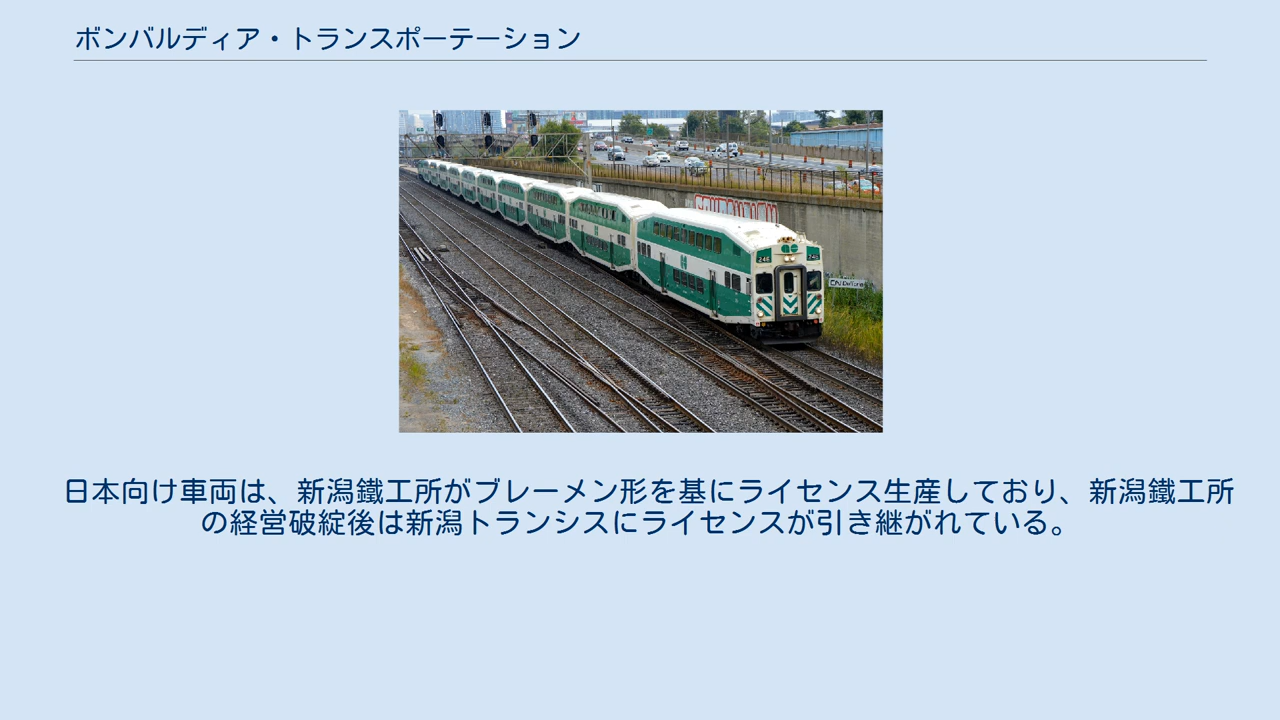 ボンバルディア・トランスポーテーション
246
日本向け車両は、新潟鐵工所がブレーメン形を基にライセンス生産しており、新潟鐵工所
の経営破綻後は新潟トランシスにライセンスが引き継がれている。